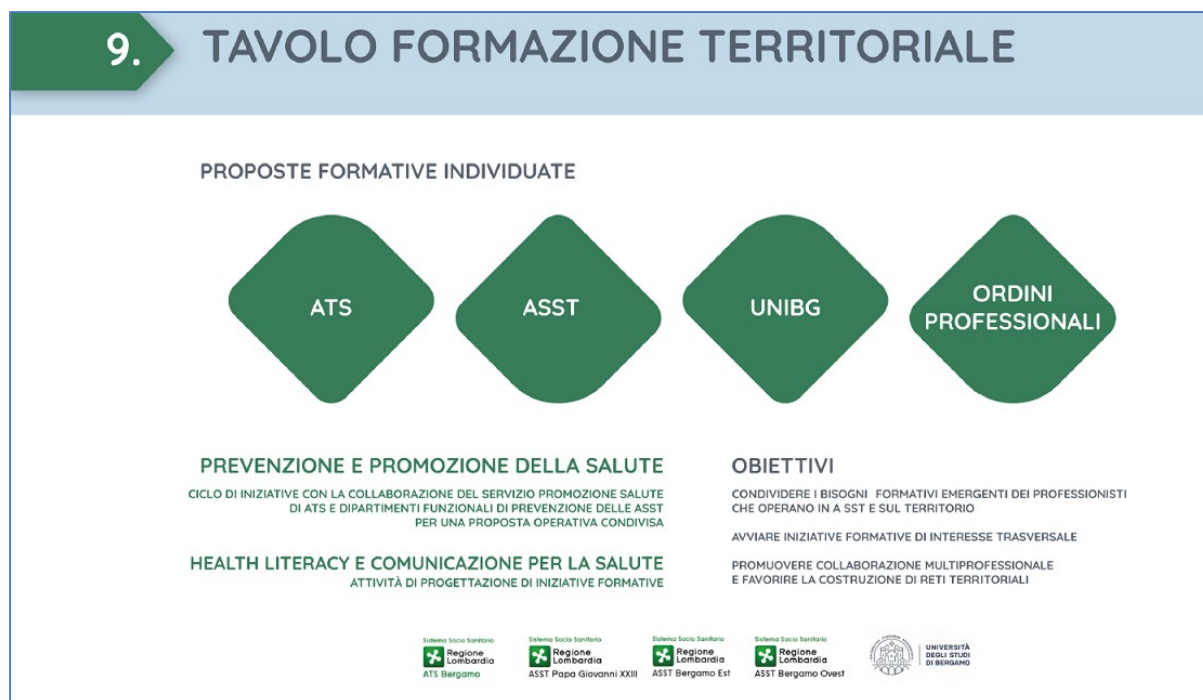 9.
TAVOLO FORMAZIONE TERRITORIALE
PROPOSTE FORMATIVE INDIVIDUATE
ATS
ASST
UNIBG
ORDINI
PROFESSIONALI
PREVENZIONE E PROMOZIONE DELLA SALUTE
CICLO DI INIZIATIVE CON LA COLLABORAZIONE DEL SERVIZIO PROMOZIONE SALUTE
DI ATS E DIPARTIMENTI FUNZIONALI DI PREVENZIONE DELLE ASST
PER UNA PROPOSTA OPERATIVA CONDIVISA
HEALTH LITERACY E COMUNICAZIONE PER LA SALUTE
ATTIVITÀ DI PROGETTAZIONE DI INIZIATIVE FORMATIVE
OBIETTIVI
CONDIVIDERE I BISOGNI FORMATIVI EMERGENTI DEI PROFESSIONISTI
CHE OPERANO IN A SST E SUL TERRITORIO
AVVIARE INIZIATIVE FORMATIVE DI INTERESSE TRASVERSALE
PROMUOVERE COLLABORAZIONE MULTIPROFESSIONALE
E FAVORIRE LA COSTRUZIONE DI RETI TERRITORIALI
Sistema Socio Sanitario
Regione
Lombardia
ATS Bergamo
Sistema Socio Sanitario
Regione
Lombardia
ASST Papa Giovanni XXIII
Sistema Socio Sanitario
Regione
Lombardia
ASST Bergamo Est
Sistema Socio Sanitario
Regione
Lombardia
ASST Bergamo Ovest
UNIVERSITÀ
DEGLI STUDI
DI BERGAMO